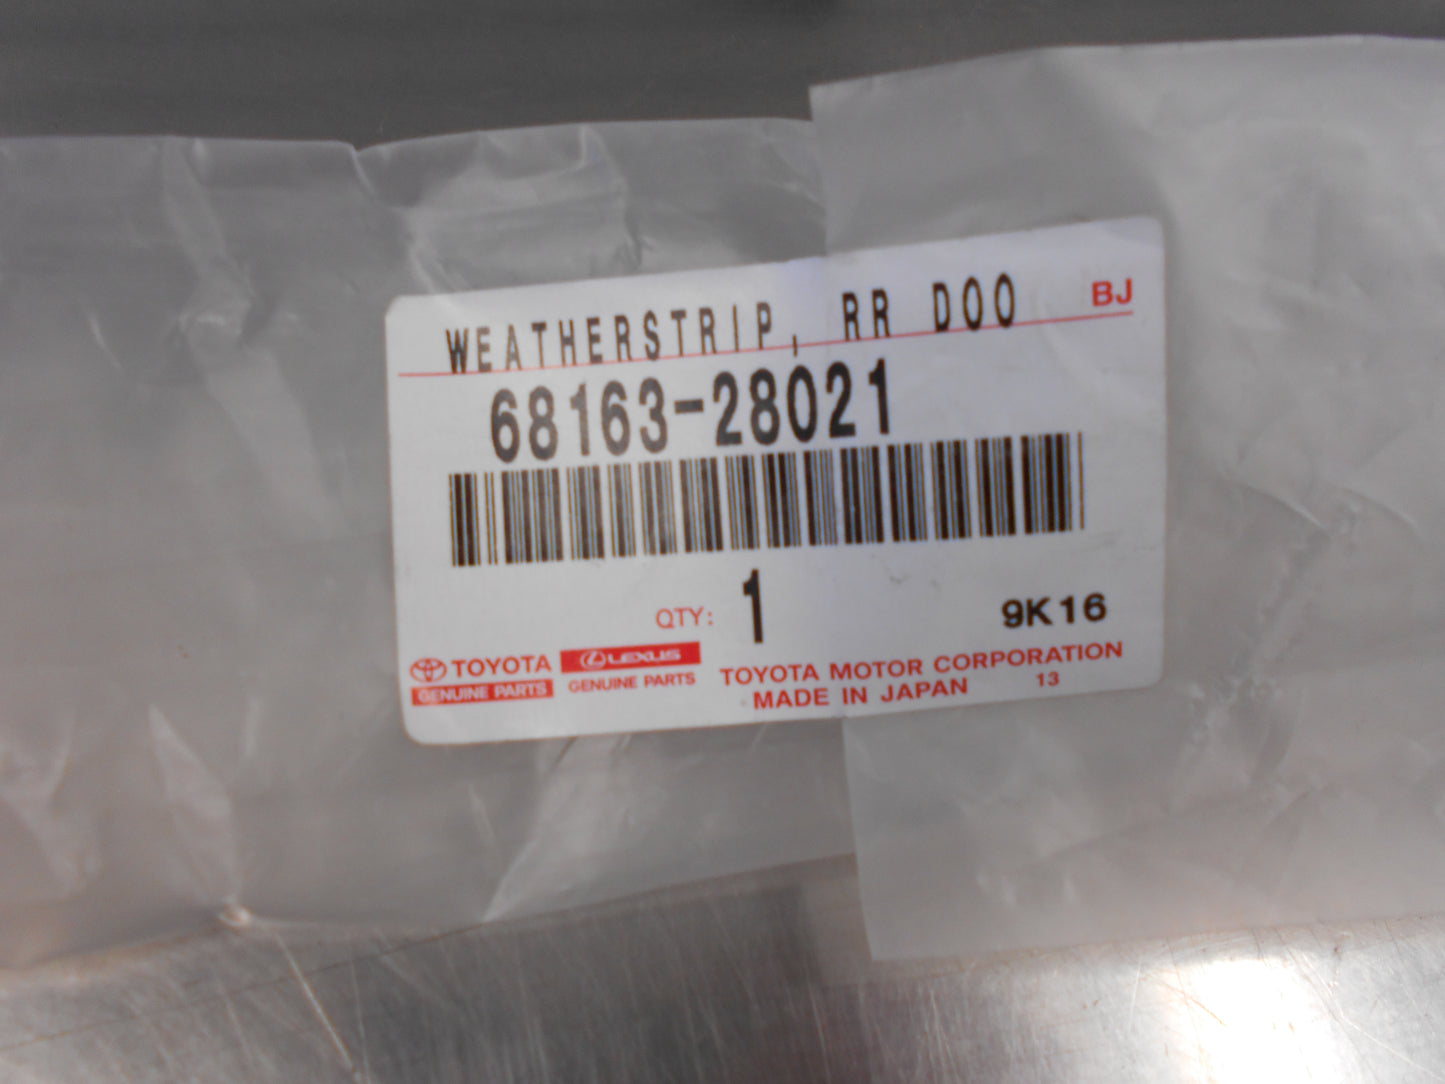 WEATHERSTRIP, RR DOO BJ
68163-28021
QTY: 1
9K16
TOYOTA
GENUINE PARTS
LEXUS
GENUINE PARTS
TOYOTA MOTOR CORPORATION
MADE IN JAPAN 13